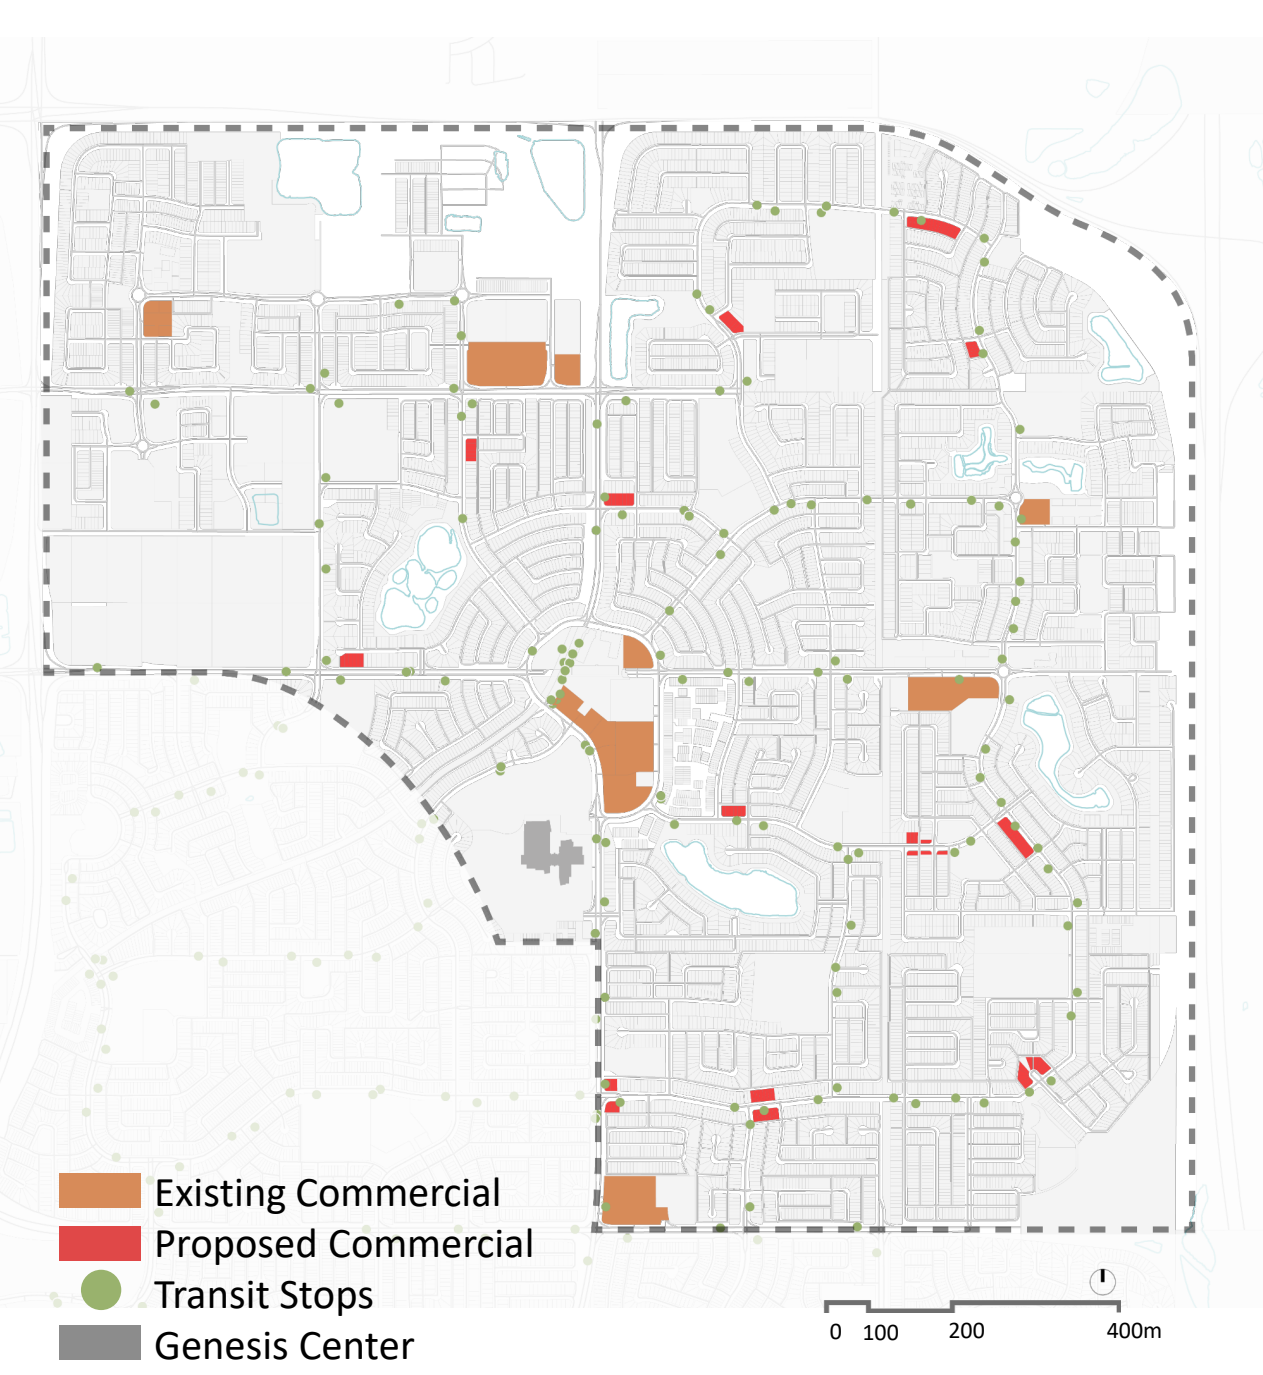 Existing Commercial
Proposed Commercial
Transit Stops
Genesis Center
0 100 200 400m